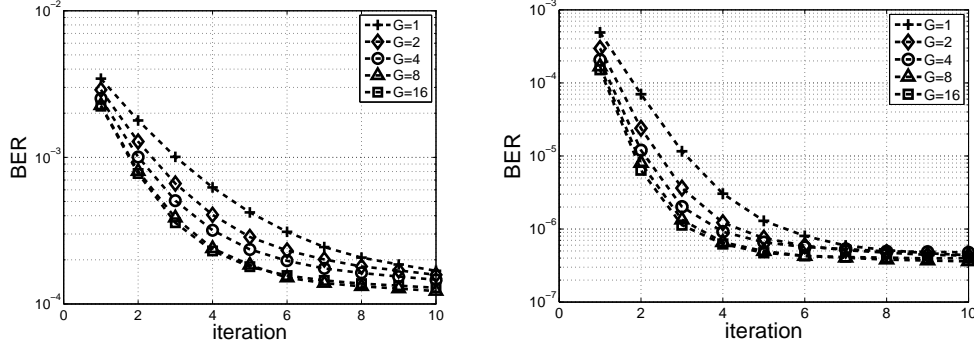 10^-2
10^-3
10^-4
BER
0
2
4
6
8
10
iteration
G=1
G=2
G=4
G=8
G=16
10^-3
10^-4
10^-5
10^-6
10^-7
BER
0
2
4
6
8
10
iteration
G=1
G=2
G=4
G=8
G=16